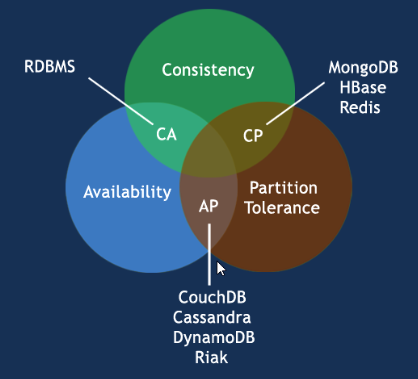 RDBMS
Consistency
MongoDB
HBase
Redis
CA
CP
Availability
Partition
Tolerance
AP
CouchDB
Cassandra
DynamoDB
Riak